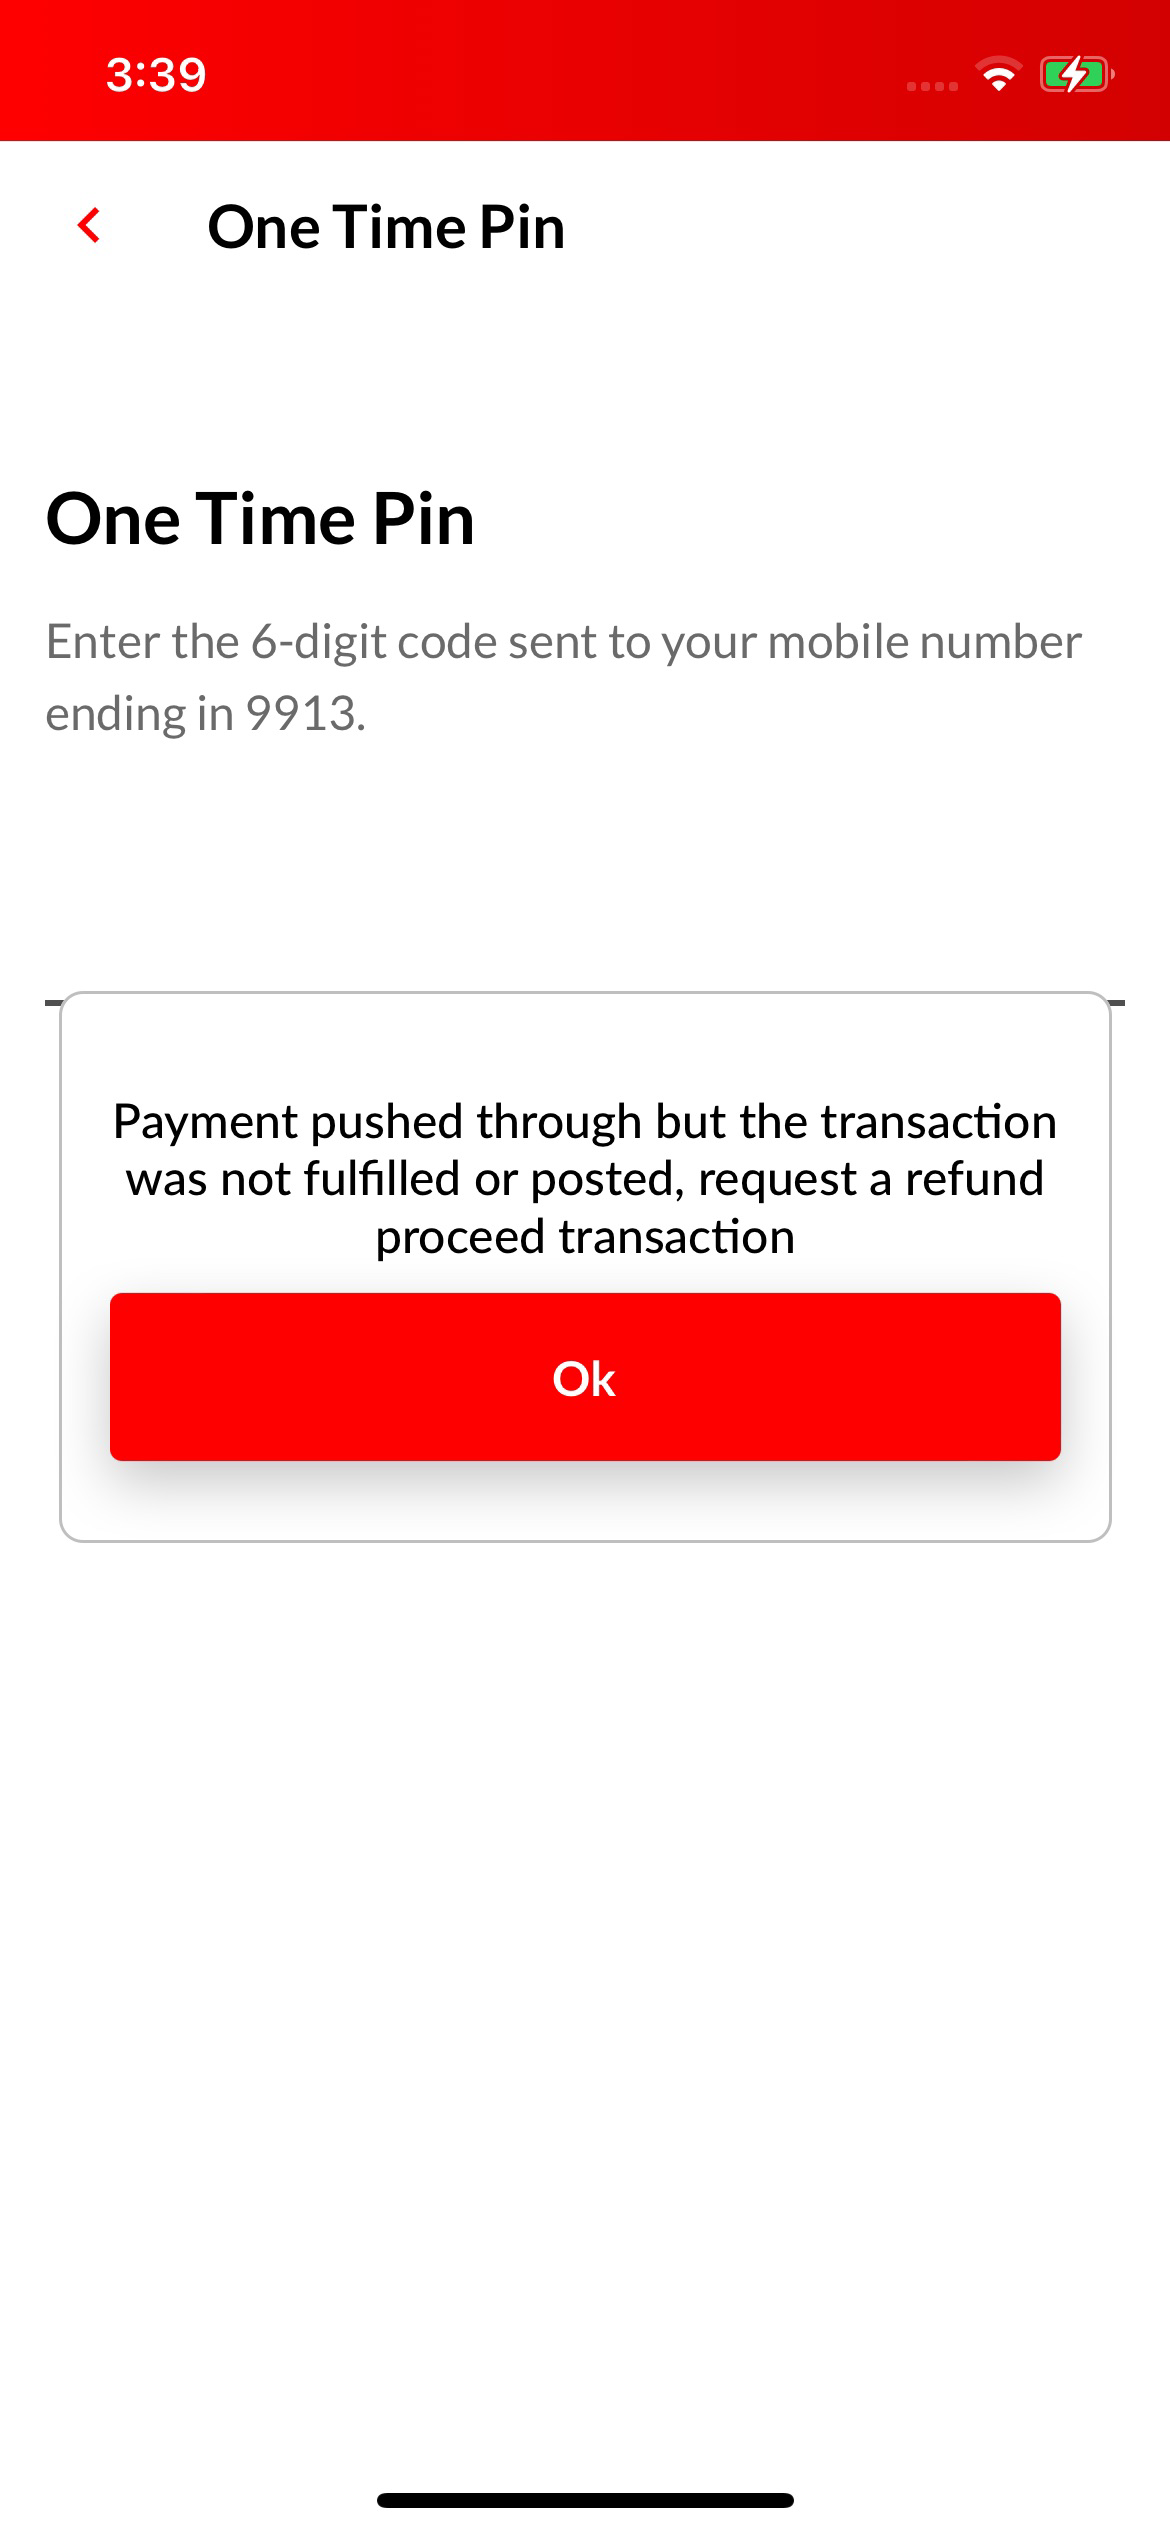 3:39
One Time Pin
One Time Pin
Enter the 6-digit code sent to your mobile number
ending in 9913.
Payment pushed through but the transaction
was not fulfilled or posted, request a refund
proceed transaction
Ok